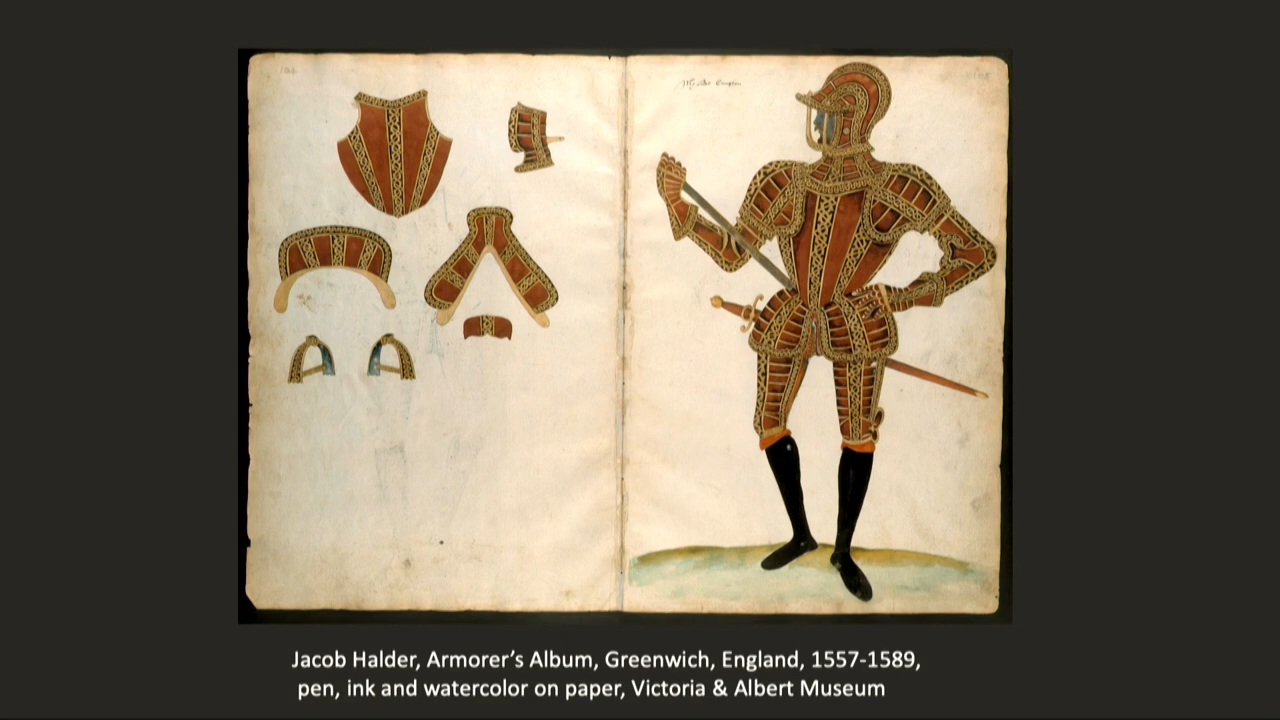 Jacob Halder, Armorer’s Album, Greenwich, England, 1557-1589,
pen, ink and watercolor on paper, Victoria & Albert Museum